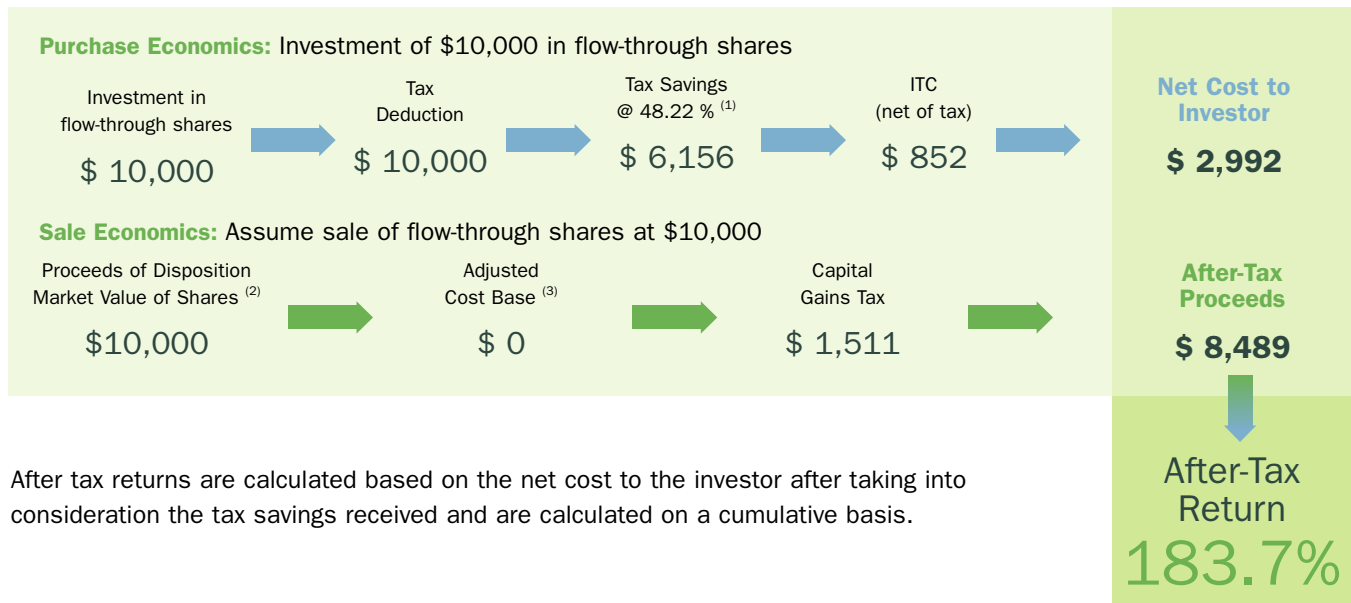 Purchase Economics: Investment of $10,000 in flow-through shares
Investment in
flow-through shares
$ 10,000
Tax
Deduction
$ 10,000
Tax Savings
@ 48.22 % (1)
$ 6,156
ITC
(net of tax)
$ 852
Net Cost to
Investor
$ 2,992
Sale Economics: Assume sale of flow-through shares at $10,000
Proceeds of Disposition
Market Value of Shares (2)
$10,000
Adjusted
Cost Base (3)
$ 0
Capital
Gains Tax
$ 1,511
After-Tax
Proceeds
$ 8,489
After tax returns are calculated based on the net cost to the investor after taking into
consideration the tax savings received and are calculated on a cumulative basis.
After-Tax
Return
183.7%